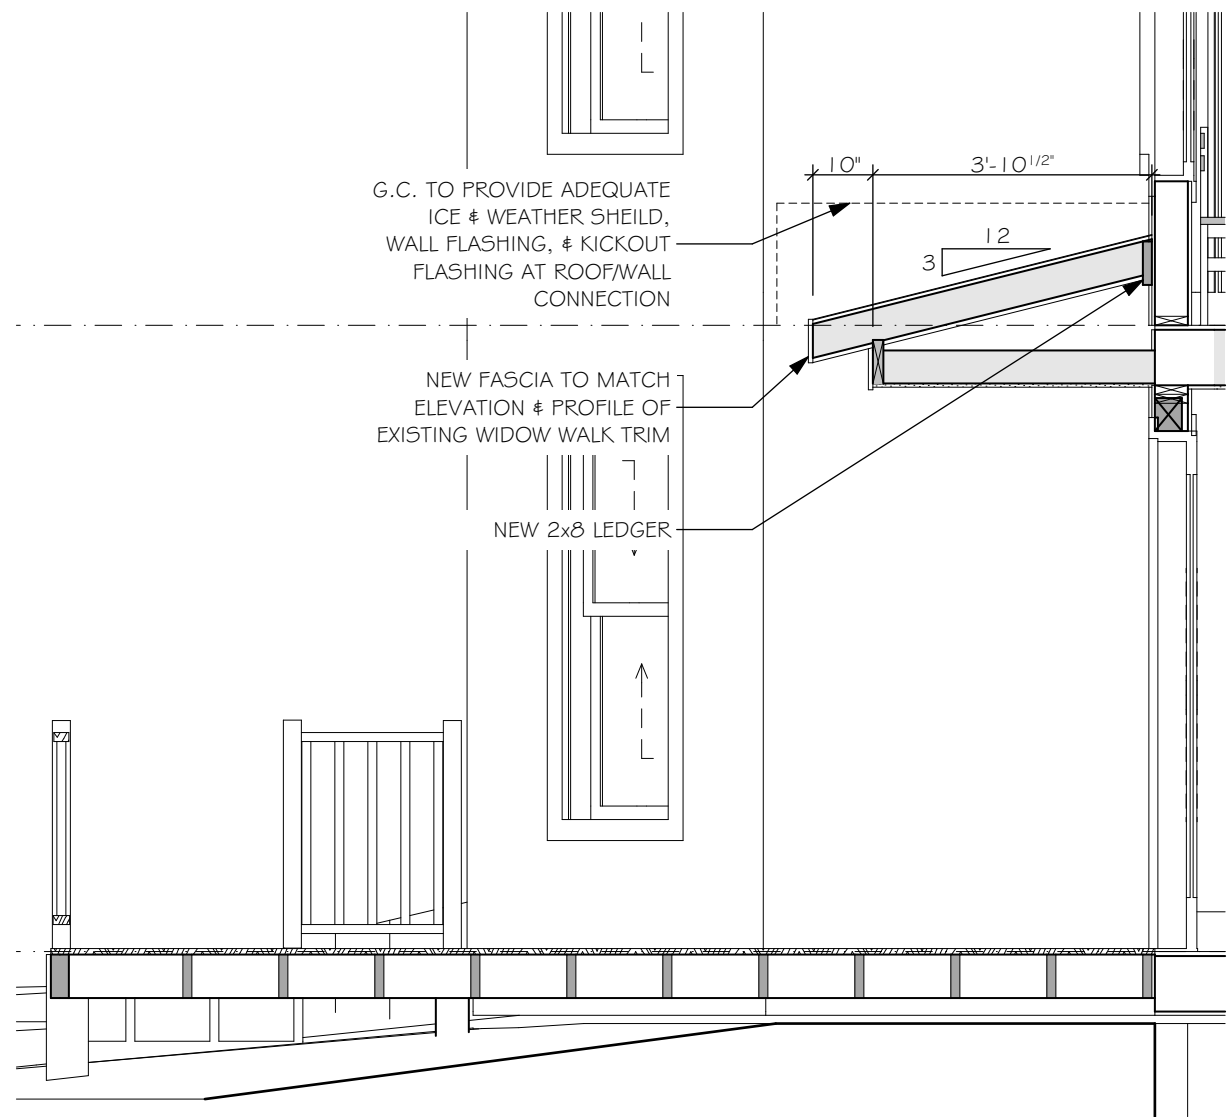 10"
3'-10 1/2"
G.C. TO PROVIDE ADEQUATE
ICE & WEATHER SHEILD,
WALL FLASHING, & KICKOUT
FLASHING AT ROOF/WALL
CONNECTION
12
3
NEW FASCIA TO MATCH
ELEVATION & PROFILE OF
EXISTING WIDOW WALK TRIM
NEW 2x8 LEDGER